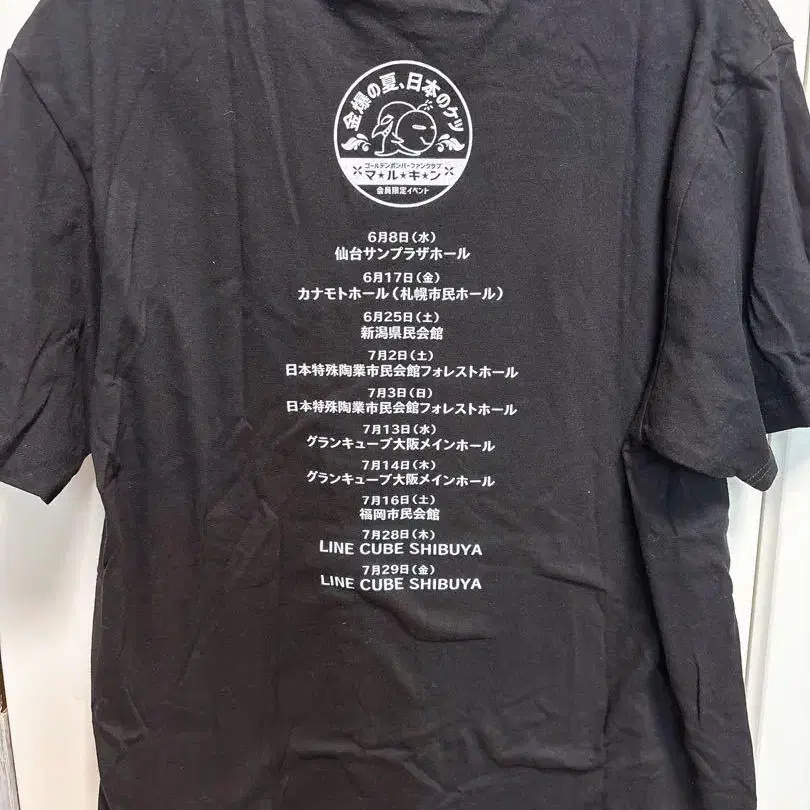 金爆の夏、日本のケツ
ゴールデンボンバーファンクラブ
マ★ル★キ★ン
会員限定イベント
6月8日(水)
仙台サンプラザホール
6月17日(金)
カナモトホール(札幌市民ホール)
6月25日(土)
新潟県民会館
7月2日(土)
日本特殊陶業市民会館フォレストホール
7月3日(日)
日本特殊陶業市民会館フォレストホール
7月13日(水)
グランキューブ大阪メインホール
7月14日(木)
グランキューブ大阪メインホール
7月16日(土)
福岡市民会館
7月28日(木)
LINE CUBE SHIBUYA
7月29日(金)
LINE CUBE SHIBUYA